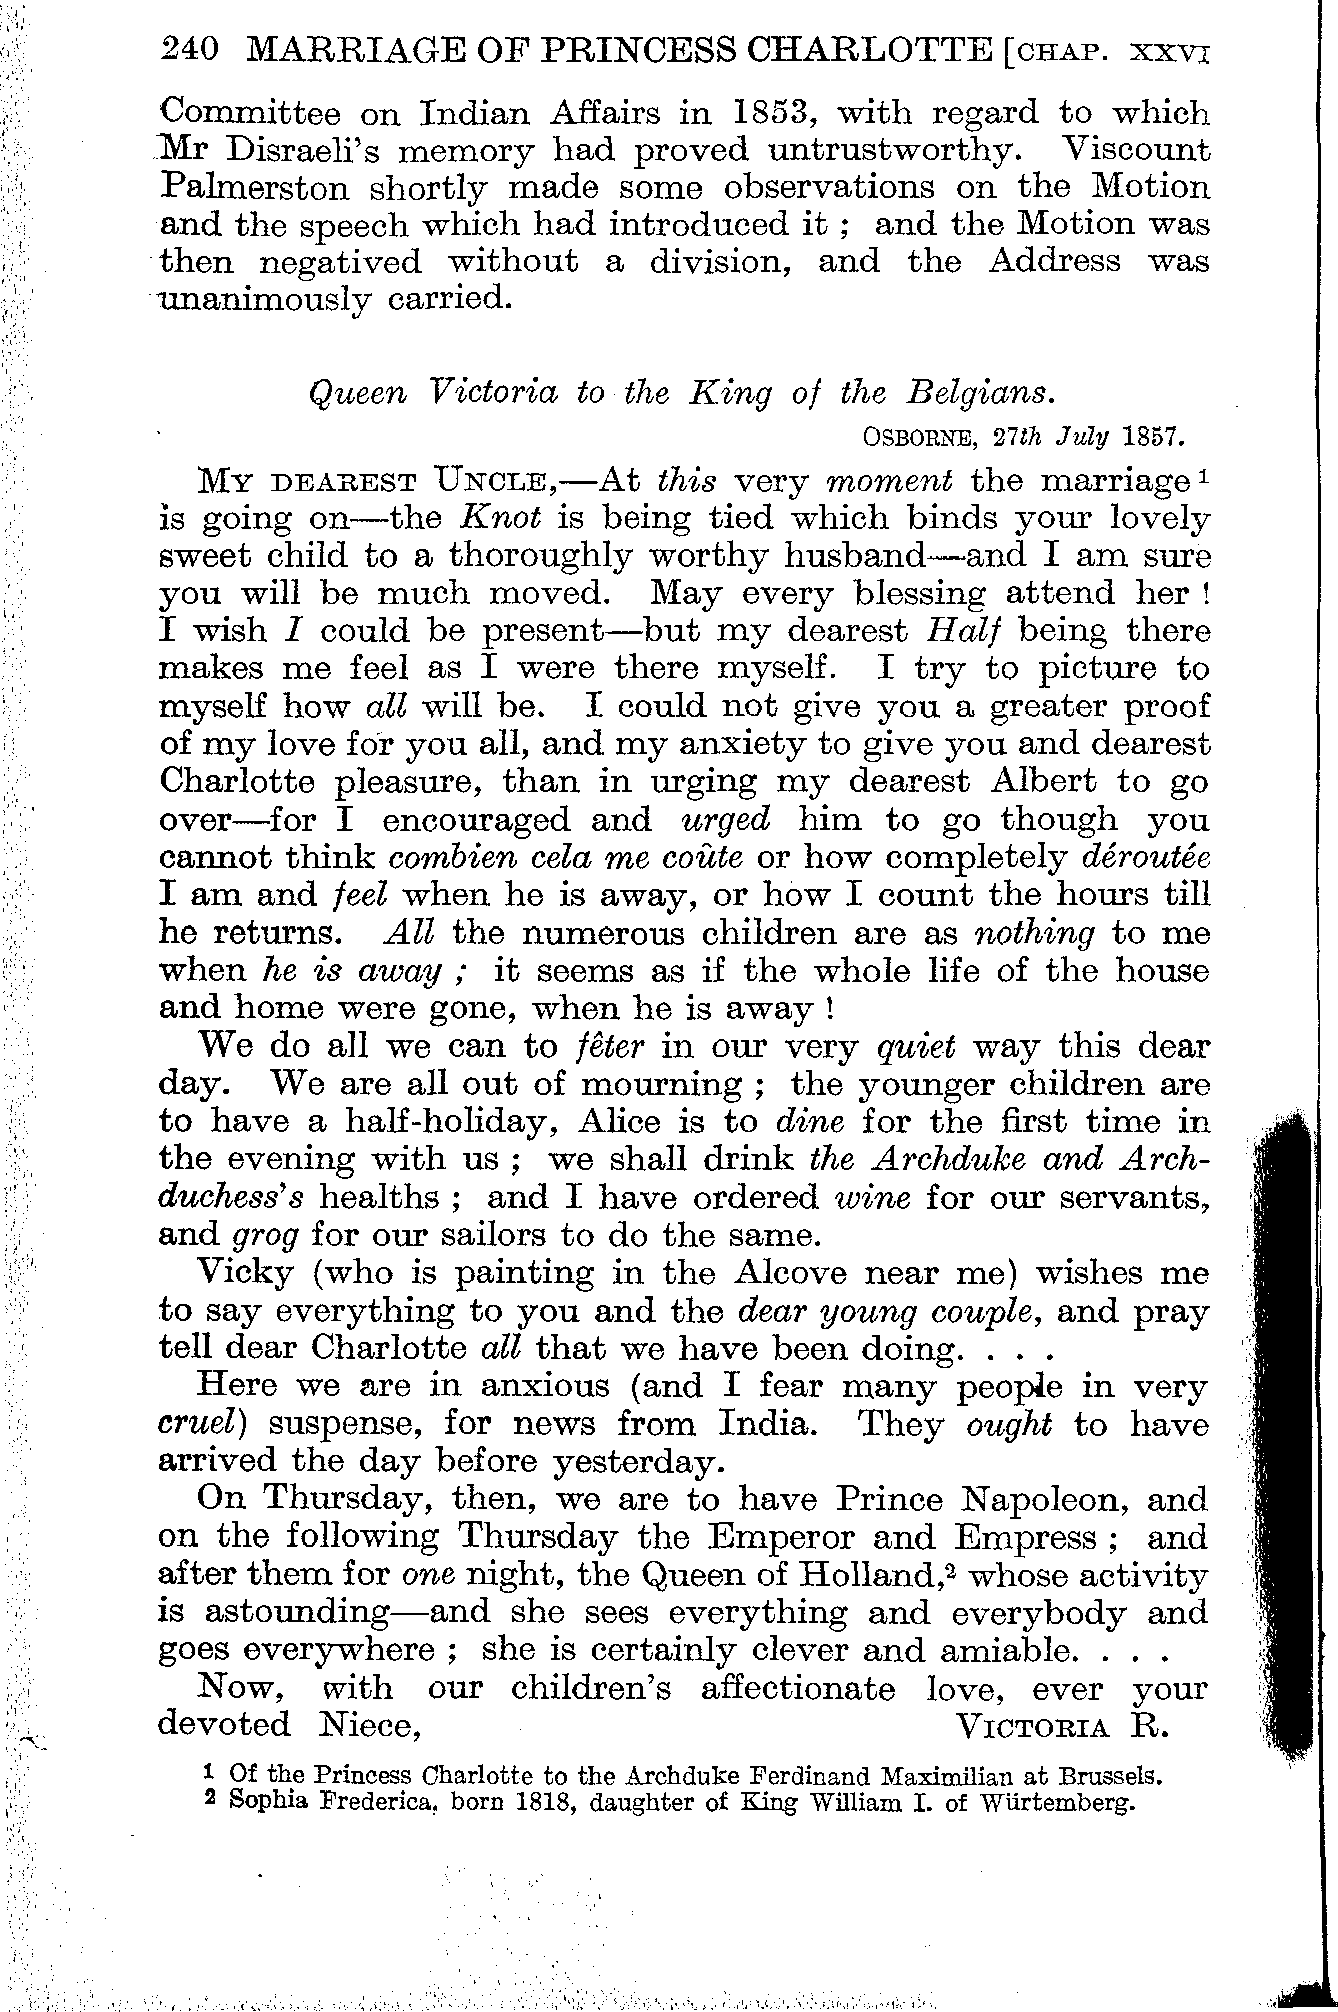 240 MARRIAGE OF PRINCESS CHARLOTTE [CHAP. XXVI
Committee on Indian Affairs in 1853, with regard to which
Mr Disraeli's memory had proved untrustworthy. Viscount
Palmerston shortly made some observations on the Motion
and the speech which had introduced it ; and the Motion was
then negatived without a division, and the Address was
unanimously carried.
Queen Victoria to the King of the Belgians.
OSBORNE, 27th July 1857.
MY DEAREST UNCLE,—At this very moment the marriage¹
is going on—the Knot is being tied which binds your lovely
sweet child to a thoroughly worthy husband—and I am sure
you will be much moved. May every blessing attend her !
I wish I could be present—but my dearest Half being there
makes me feel as I were there myself. I try to picture to
myself how all will be. I could not give you a greater proof
of my love for you all, and my anxiety to give you and dearest
Charlotte pleasure, than in urging my dearest Albert to go
over—for I encouraged and urged him to go though you
cannot think combien cela me coûte or how completely déroutée
I am and feel when he is away, or how I count the hours till
he returns. All the numerous children are as nothing to me
when he is away ; it seems as if the whole life of the house
and home were gone, when he is away !
We do all we can to fêter in our very quiet way this dear
day. We are all out of mourning ; the younger children are
to have a half-holiday, Alice is to dine for the first time in
the evening with us ; we shall drink the Archduke and Arch-
duchess's healths ; and I have ordered wine for our servants,
and grog for our sailors to do the same.
Vicky (who is painting in the Alcove near me) wishes me
to say everything to you and the dear young couple, and pray
tell dear Charlotte all that we have been doing. . . .
Here we are in anxious (and I fear many people in very
cruel) suspense, for news from India. They ought to have
arrived the day before yesterday.
On Thursday, then, we are to have Prince Napoleon, and
on the following Thursday the Emperor and Empress ; and
after them for one night, the Queen of Holland,² whose activity
is astounding—and she sees everything and everybody and
goes everywhere ; she is certainly clever and amiable. . . .
Now, with our children's affectionate love, ever your
devoted Niece, VICTORIA R.
1 Of the Princess Charlotte to the Archduke Ferdinand Maximilian at Brussels.
2 Sophia Frederica, born 1818, daughter of King William I. of Würtemberg.